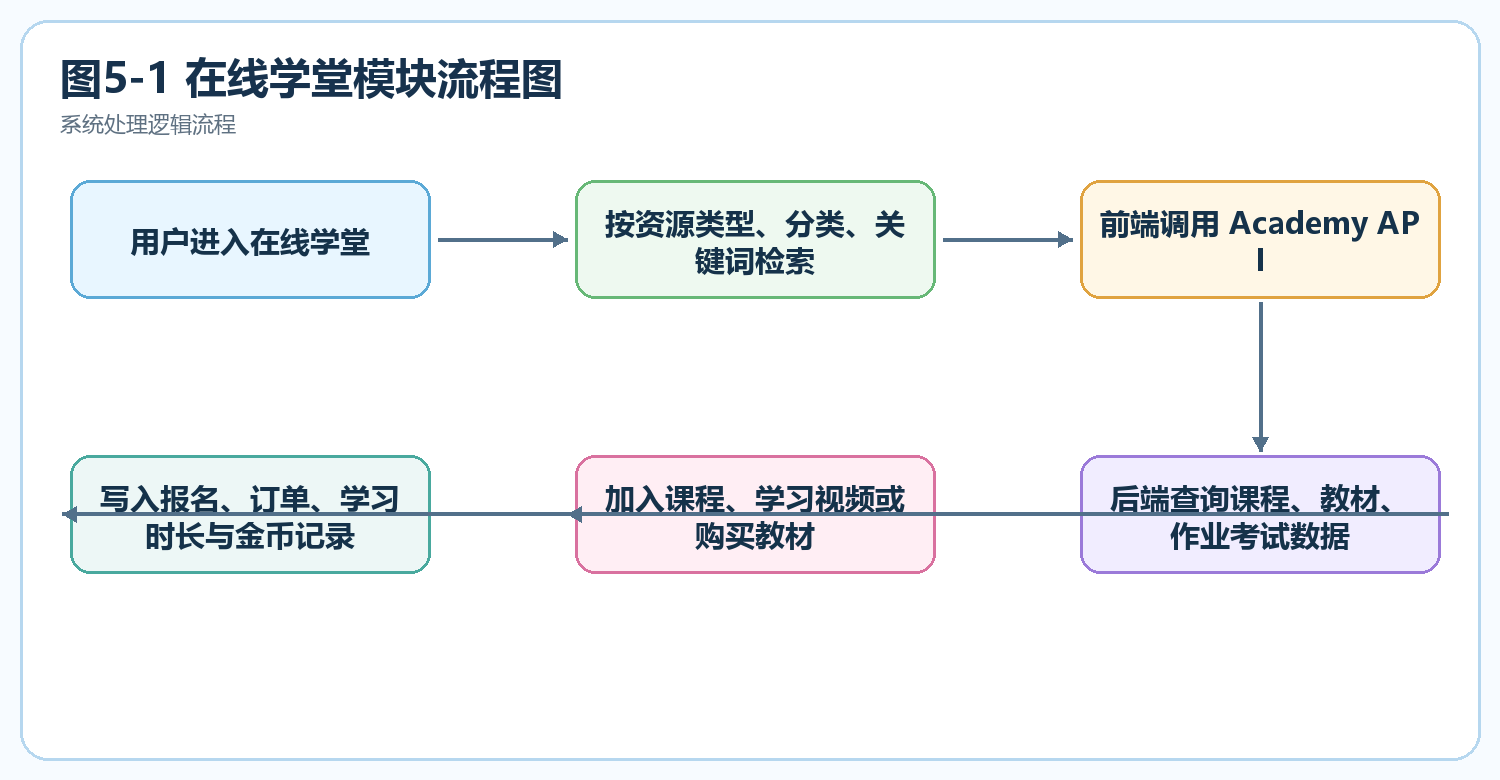 图5-1 在线学堂模块流程图
系统处理逻辑流程
用户进入在线学堂
按资源类型、分类、关
键词检索
前端调用 Academy AP
I
写入报名、订单、学习
时长与金币记录
加入课程、学习视频或
购买教材
后端查询课程、教材、
作业考试数据